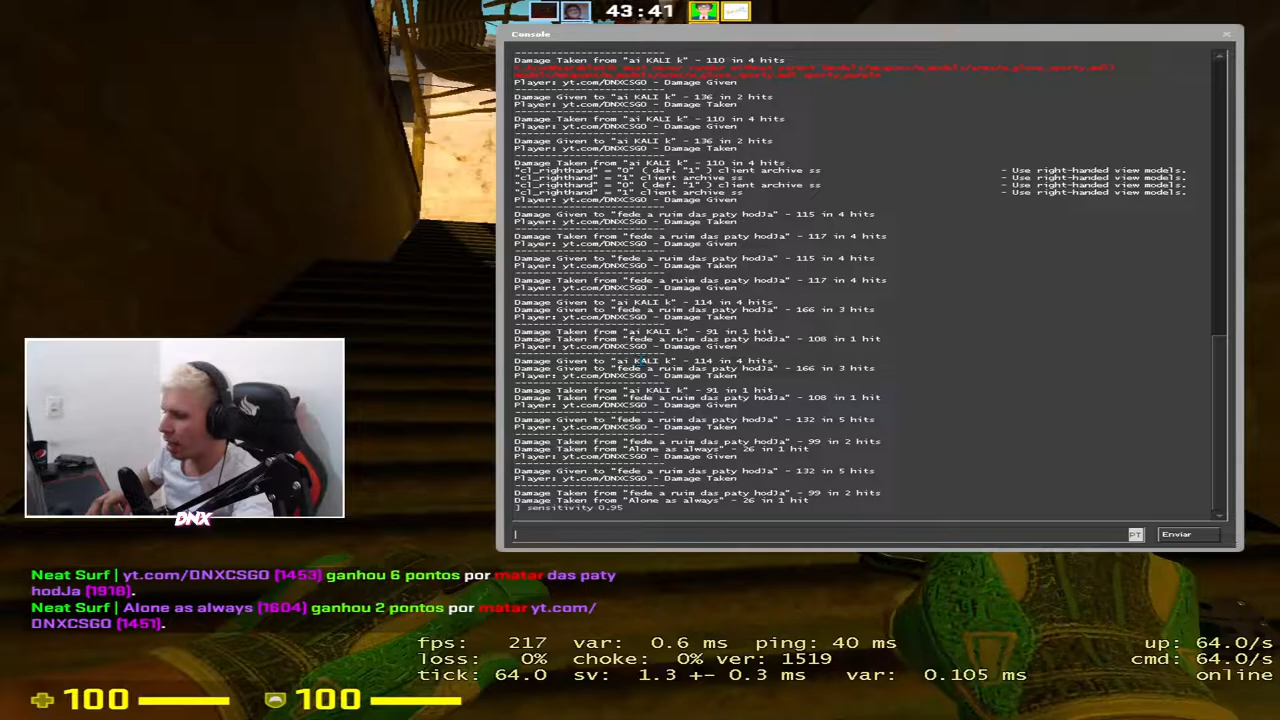 43:41
Console
Damage Taken from "ai KALI k" - 110 in 4 hits
Player: yt.com/DNXCSGO - Damage Given
-------------------------
Damage Given to "ai KALI k" - 136 in 2 hits
Player: yt.com/DNXCSGO - Damage Taken
-------------------------
Damage Taken from "ai KALI k" - 110 in 4 hits
Player: yt.com/DNXCSGO - Damage Given
-------------------------
Damage Given to "ai KALI k" - 136 in 2 hits
Player: yt.com/DNXCSGO - Damage Taken
-------------------------
Damage Taken from "ai KALI k" - 110 in 4 hits
"cl_righthand" = "0" ( def. "1" ) client archive ss - Use right-handed view models.
"cl_righthand" = "1" client archive ss - Use right-handed view models.
"cl_righthand" = "0" ( def. "1" ) client archive ss - Use right-handed view models.
"cl_righthand" = "1" client archive ss - Use right-handed view models.
Player: yt.com/DNXCSGO - Damage Given
-------------------------
Damage Given to "fede a ruim das paty hodJa" - 115 in 4 hits
Player: yt.com/DNXCSGO - Damage Taken
-------------------------
Damage Taken from "fede a ruim das paty hodJa" - 117 in 4 hits
Player: yt.com/DNXCSGO - Damage Given
-------------------------
Damage Given to "fede a ruim das paty hodJa" - 115 in 4 hits
Player: yt.com/DNXCSGO - Damage Taken
-------------------------
Damage Taken from "fede a ruim das paty hodJa" - 117 in 4 hits
Player: yt.com/DNXCSGO - Damage Given
-------------------------
Damage Given to "ai KALI k" - 114 in 4 hits
Damage Given to "fede a ruim das paty hodJa" - 166 in 3 hits
Player: yt.com/DNXCSGO - Damage Taken
-------------------------
Damage Taken from "ai KALI k" - 91 in 1 hit
Damage Taken from "fede a ruim das paty hodJa" - 108 in 1 hit
Player: yt.com/DNXCSGO - Damage Given
-------------------------
Damage Given to "ai KALI k" - 114 in 4 hits
Damage Given to "fede a ruim das paty hodJa" - 166 in 3 hits
Player: yt.com/DNXCSGO - Damage Taken
-------------------------
Damage Taken from "ai KALI k" - 91 in 1 hit
Damage Taken from "fede a ruim das paty hodJa" - 108 in 1 hit
Player: yt.com/DNXCSGO - Damage Given
-------------------------
Damage Given to "fede a ruim das paty hodJa" - 132 in 5 hits
Player: yt.com/DNXCSGO - Damage Taken
-------------------------
Damage Taken from "fede a ruim das paty hodJa" - 99 in 2 hits
Damage Taken from "Alone as always" - 26 in 1 hit
Player: yt.com/DNXCSGO - Damage Given
-------------------------
Damage Given to "fede a ruim das paty hodJa" - 132 in 5 hits
Player: yt.com/DNXCSGO - Damage Taken
-------------------------
Damage Taken from "fede a ruim das paty hodJa" - 99 in 2 hits
Damage Taken from "Alone as always" - 26 in 1 hit
] sensitivity 0.95
PT Enviar
DNX
Neat Surf | yt.com/DNXCSGO [1453] ganhou 6 pontos por matar das paty
hodJa [1918].
Neat Surf | Alone as always [1604] ganhou 2 pontos por matar yt.com/
DNXCSGO [1451].
fps: 217 var: 0.6 ms ping: 40 ms up: 64.0/s
loss: 0% choke: 0% ver: 1519 cmd: 64.0/s
tick: 64.0 sv: 1.3 +- 0.3 ms var: 0.105 ms online
100 100